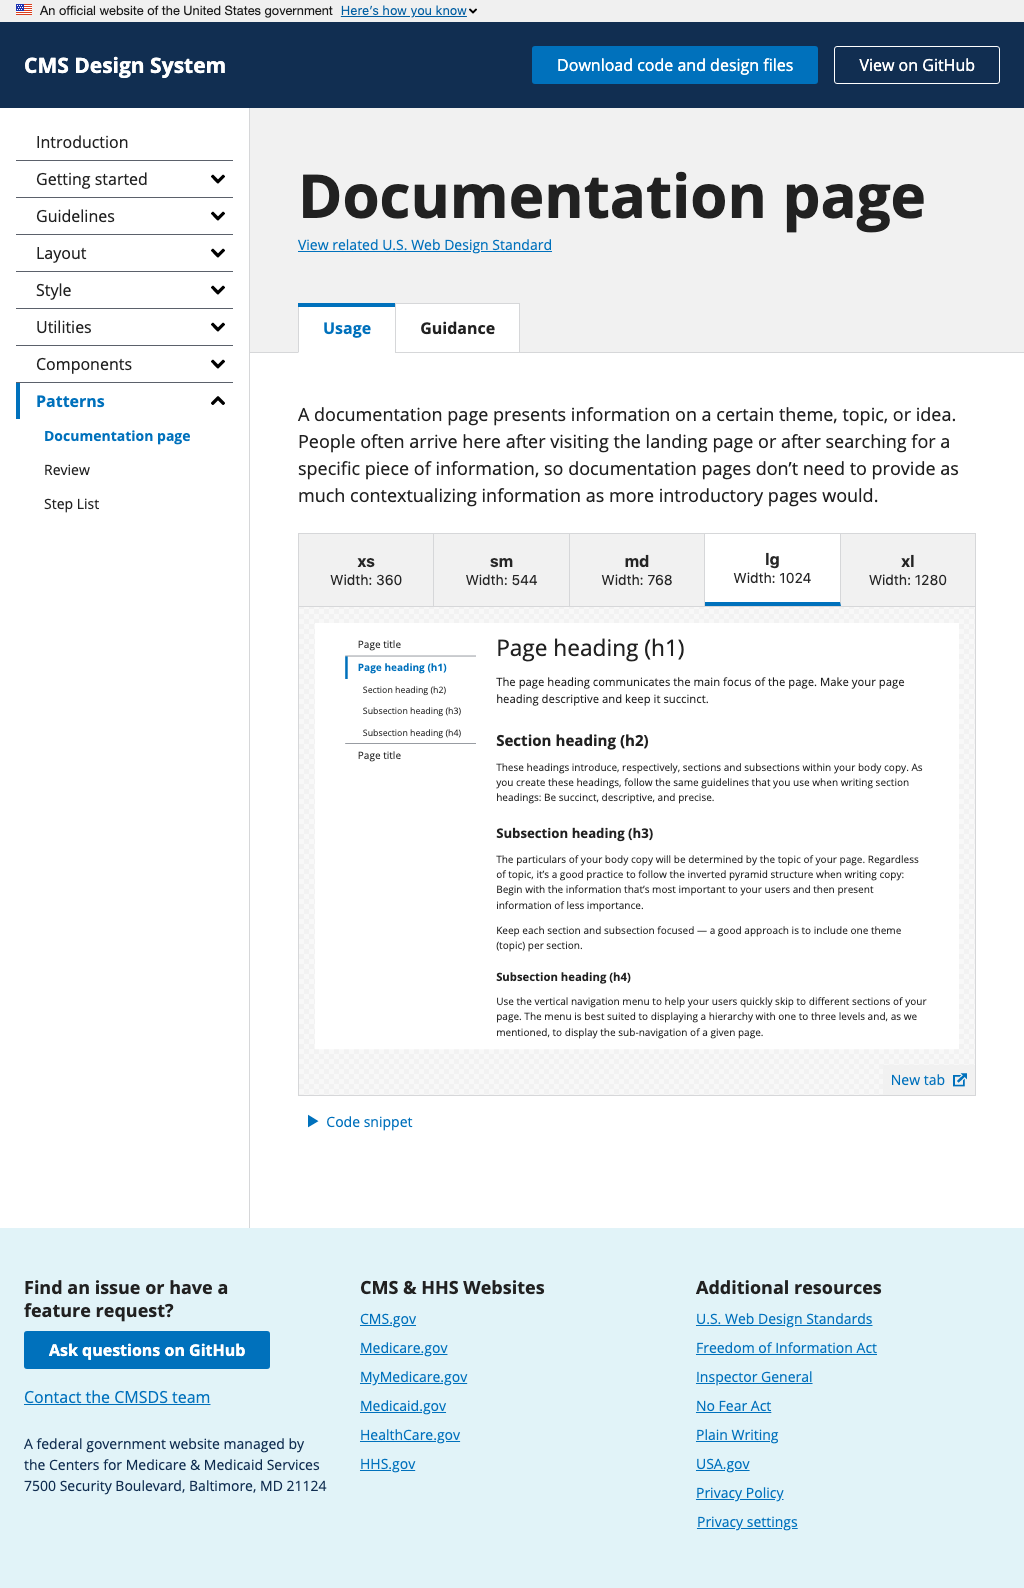 An official website of the United States government Here's how you know
CMS Design System
Download code and design files
View on GitHub
Introduction
Getting started
Guidelines
Layout
Style
Utilities
Components
Patterns
Documentation page
Review
Step List
Documentation page
View related U.S. Web Design Standard
Usage
Guidance
A documentation page presents information on a certain theme, topic, or idea.
People often arrive here after visiting the landing page or after searching for a
specific piece of information, so documentation pages don’t need to provide as
much contextualizing information as more introductory pages would.
xs
Width: 360
sm
Width: 544
md
Width: 768
lg
Width: 1024
xl
Width: 1280
Page title
Page heading (h1)
Section heading (h2)
Subsection heading (h3)
Subsection heading (h4)
Page title
Page heading (h1)
The page heading communicates the main focus of the page. Make your page
heading descriptive and keep it succinct.
Section heading (h2)
These headings introduce, respectively, sections and subsections within your body copy. As
you create these headings, follow the same guidelines that you use when writing section
headings: Be succinct, descriptive, and precise.
Subsection heading (h3)
The particulars of your body copy will be determined by the topic of your page. Regardless
of topic, it’s a good practice to follow the inverted pyramid structure when writing copy:
Begin with the information that’s most important to your users and then present
information of less importance.
Keep each section and subsection focused — a good approach is to include one theme
(topic) per section.
Subsection heading (h4)
Use the vertical navigation menu to help your users quickly skip to different sections of your
page. The menu is best suited to displaying a hierarchy with one to three levels and, as we
mentioned, to display the sub-navigation of a given page.
New tab
Code snippet
Find an issue or have a
feature request?
Ask questions on GitHub
Contact the CMSDS team
A federal government website managed by
the Centers for Medicare & Medicaid Services
7500 Security Boulevard, Baltimore, MD 21124
CMS & HHS Websites
CMS.gov
Medicare.gov
MyMedicare.gov
Medicaid.gov
HealthCare.gov
HHS.gov
Additional resources
U.S. Web Design Standards
Freedom of Information Act
Inspector General
No Fear Act
Plain Writing
USA.gov
Privacy Policy
Privacy settings